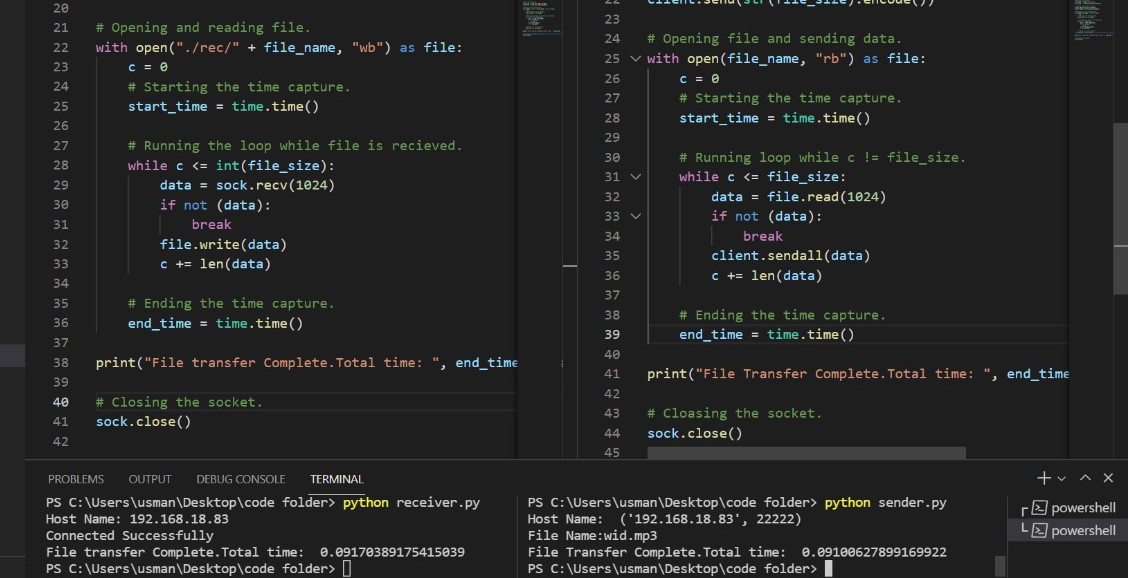 20
21 # Opening and reading file.
22 with open("./rec/" + file_name, "wb") as file:
23 c = 0
24 # Starting the time capture.
25 start_time = time.time()
26
27 # Running the loop while file is recieved.
28 while c <= int(file_size):
29 data = sock.recv(1024)
30 if not (data):
31 break
32 file.write(data)
33 c += len(data)
34
35 # Ending the time capture.
36 end_time = time.time()
37
38 print("File transfer Complete.Total time: ", end_time
39
40 # Closing the socket.
41 sock.close()
42
22 client.send(str(file_size).encode())
23
24 # Opening file and sending data.
25 with open(file_name, "rb") as file:
26 c = 0
27 # Starting the time capture.
28 start_time = time.time()
29
30 # Running loop while c != file_size.
31 while c <= file_size:
32 data = file.read(1024)
33 if not (data):
34 break
35 client.sendall(data)
36 c += len(data)
37
38 # Ending the time capture.
39 end_time = time.time()
40
41 print("File Transfer Complete.Total time: ", end_time
42
43 # Cloasing the socket.
44 sock.close()
45
PROBLEMS OUTPUT DEBUG CONSOLE TERMINAL
PS C:\Users\usman\Desktop\code folder> python receiver.py
Host Name: 192.168.18.83
Connected Successfully
File transfer Complete.Total time:  0.09170389175415039
PS C:\Users\usman\Desktop\code folder>
PS C:\Users\usman\Desktop\code folder> python sender.py
Host Name:  ('192.168.18.83', 22222)
File Name:wid.mp3
File Transfer Complete.Total time:  0.09100627899169922
PS C:\Users\usman\Desktop\code folder>
powershell
powershell